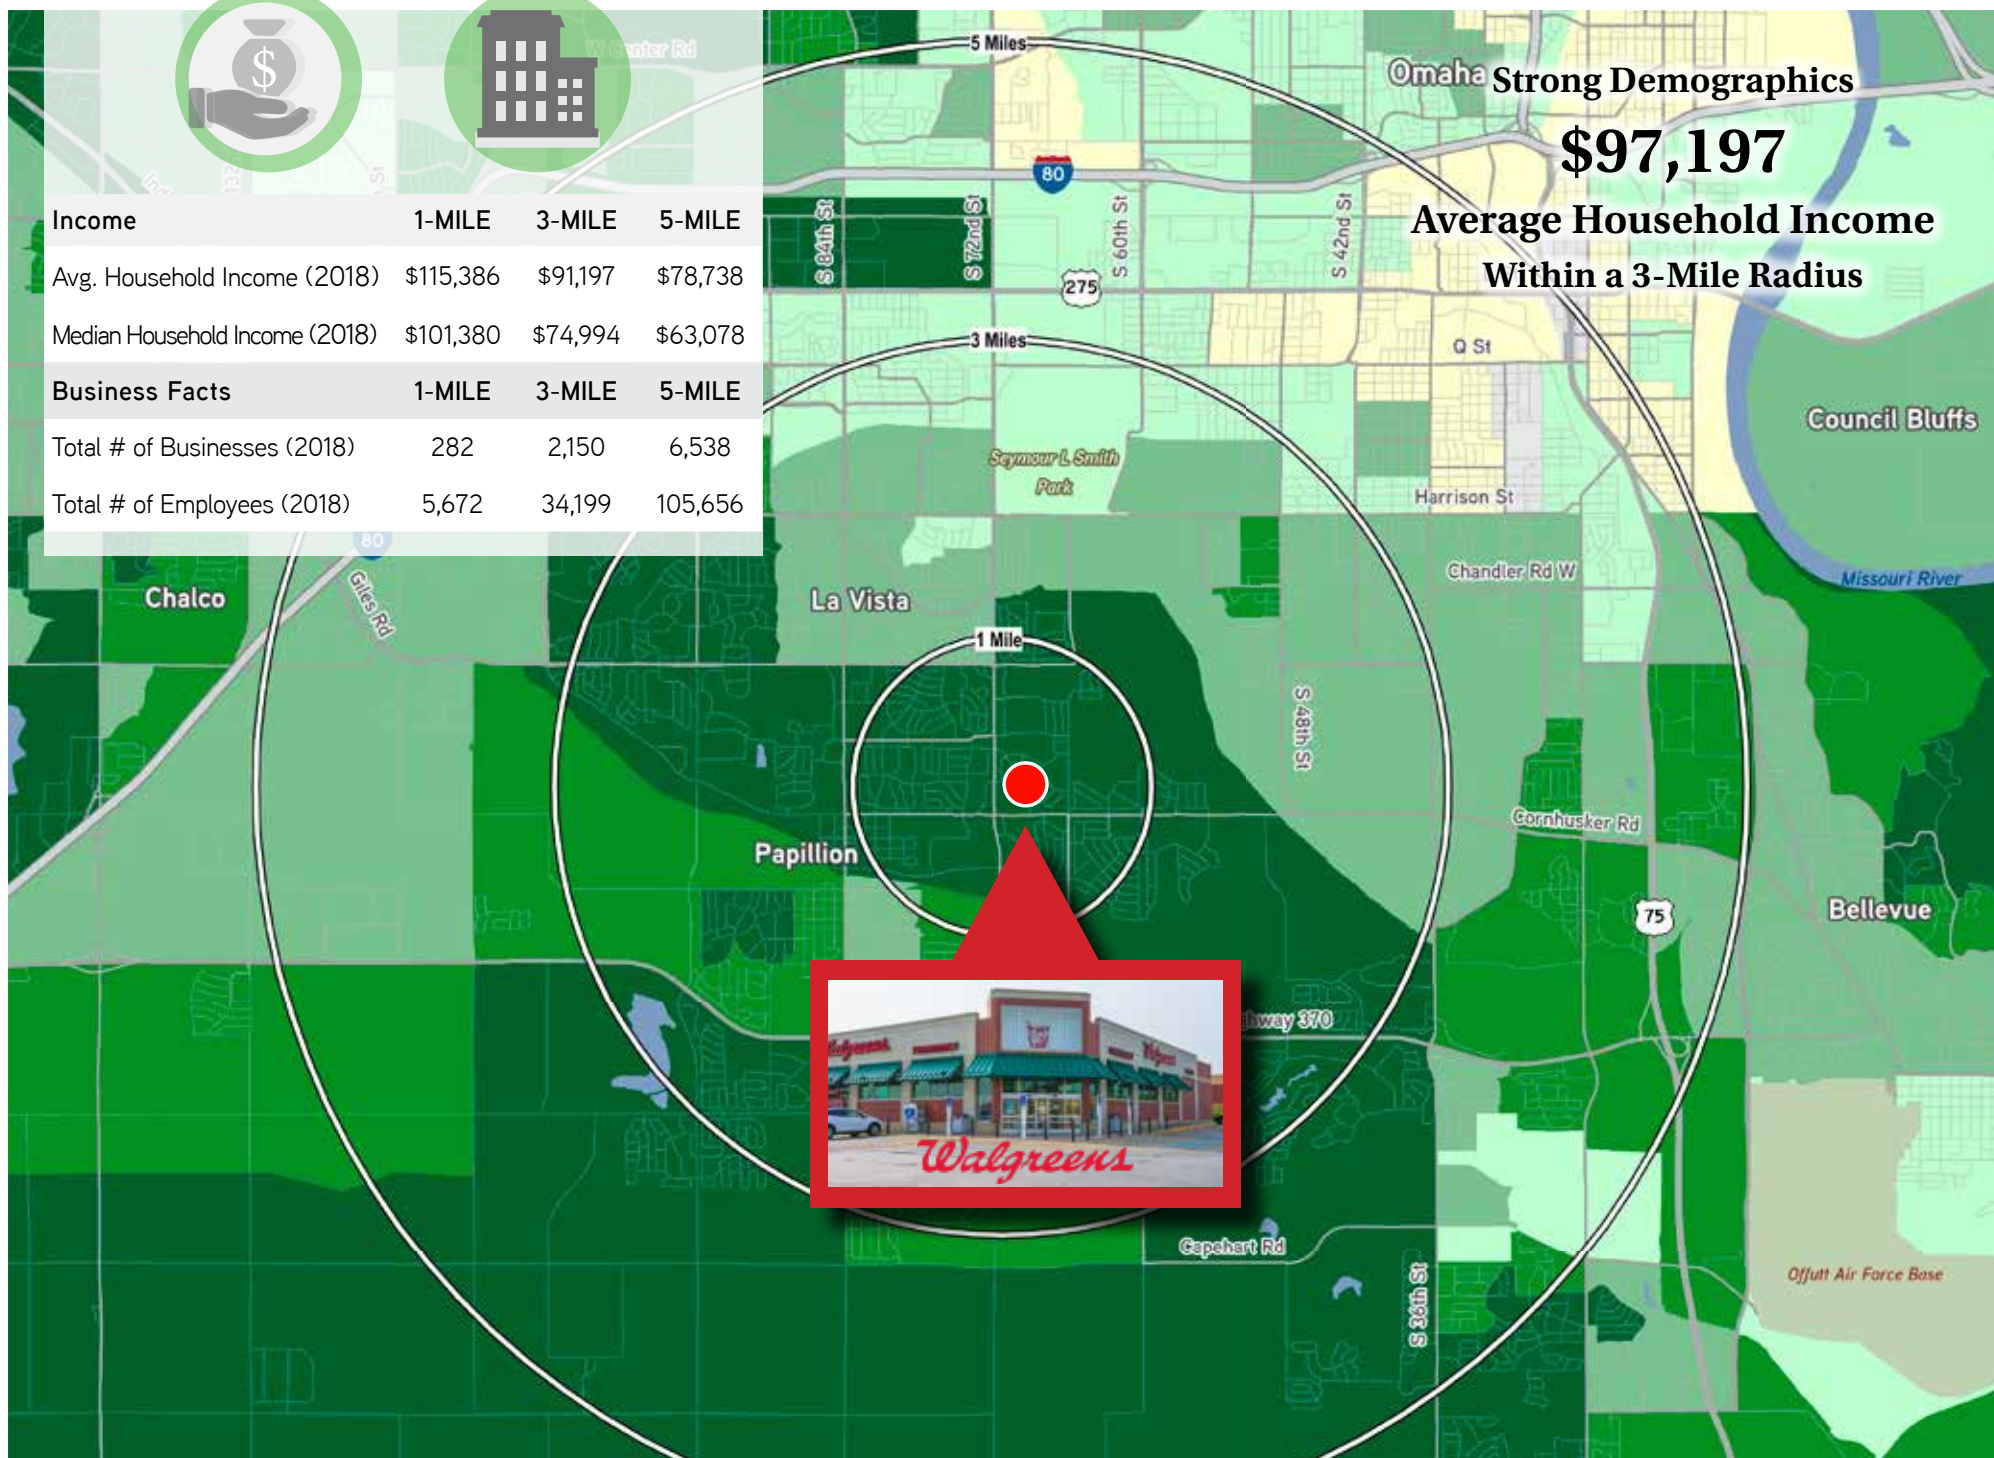 $
W Center Rd
5 Miles
Omaha
Strong Demographics
$97,197
Average Household Income
Within a 3-Mile Radius
80
Income 1-MILE 3-MILE 5-MILE
Avg. Household Income (2018) $115,386 $91,197 $78,738
Median Household Income (2018) $101,380 $74,994 $63,078
Business Facts 1-MILE 3-MILE 5-MILE
Total # of Businesses (2018) 282 2,150 6,538
Total # of Employees (2018) 5,672 34,199 105,656
S 84th St
S 72nd St
S 60th St
S 42nd St
275
3 Miles
Q St
Council Bluffs
Seymour L Smith
Park
Harrison St
80
Giles Rd
Chalco
La Vista
Chandler Rd W
Missouri River
1 Mile
S 48th St
Cornhusker Rd
Papillion
75
Bellevue
hway 370
Walgreens
Walgreens
Walgreens
Capehart Rd
S 36th St
Offutt Air Force Base